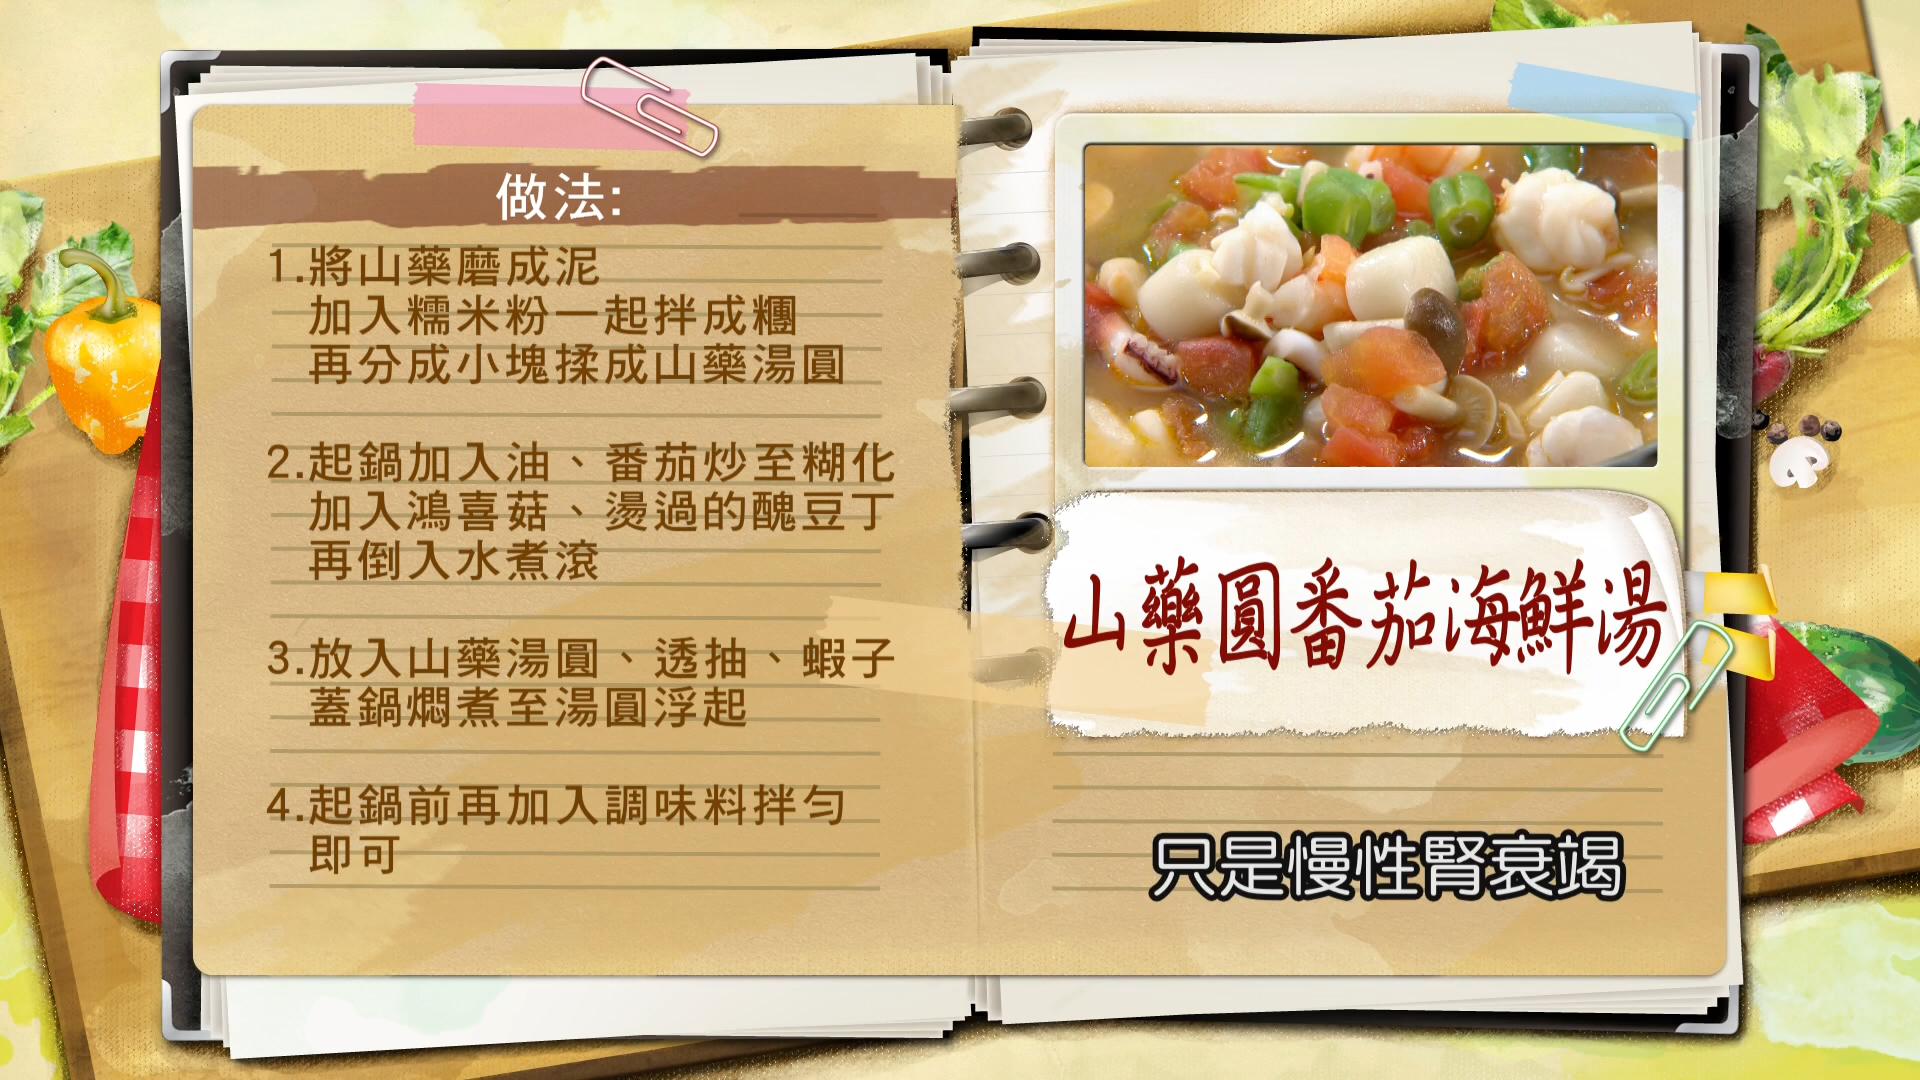 做法:
1.將山藥磨成泥
加入糯米粉一起拌成糰
再分成小塊揉成山藥湯圓
2.起鍋加入油、番茄炒至糊化
加入鴻喜菇、燙過的醜豆丁
再倒入水煮滾
3.放入山藥湯圓、透抽、蝦子
蓋鍋燜煮至湯圓浮起
4.起鍋前再加入調味料拌勻
即可
山藥圓番茄海鮮湯
只是慢性腎衰竭